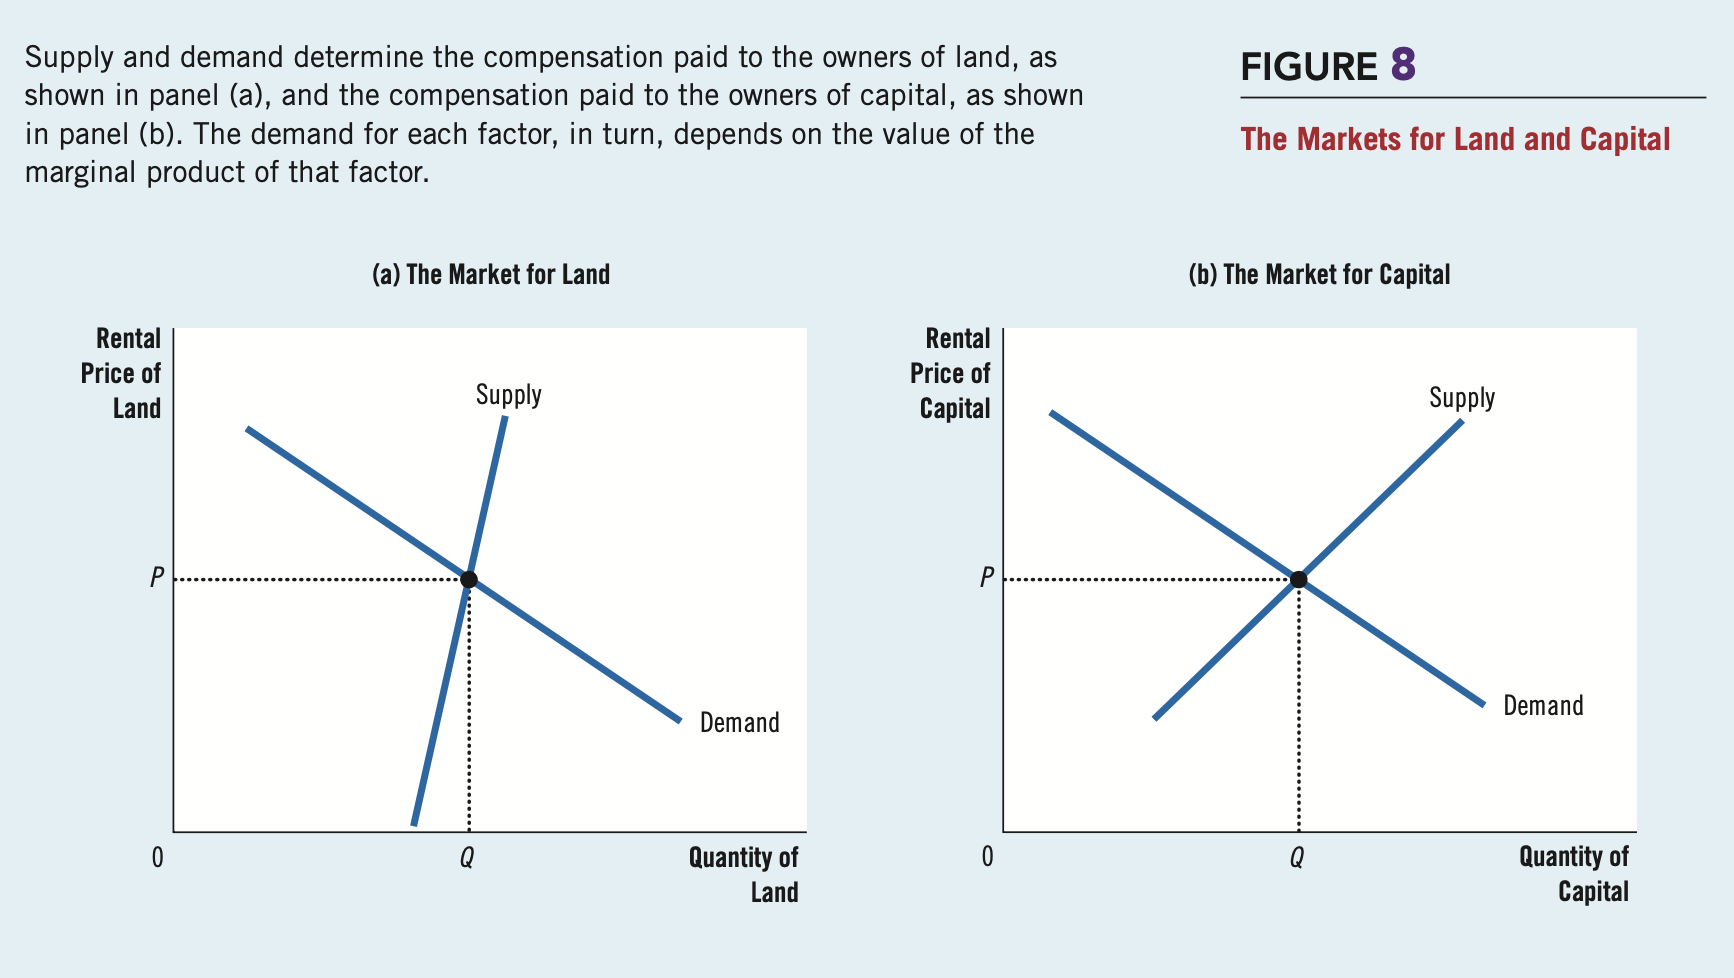 Supply and demand determine the compensation paid to the owners of land, as
shown in panel (a), and the compensation paid to the owners of capital, as shown
in panel (b). The demand for each factor, in turn, depends on the value of the
marginal product of that factor.
FIGURE 8
The Markets for Land and Capital
(a) The Market for Land
Rental
Price of
Land
Supply
P
Demand
0
Q
Quantity of
Land
(b) The Market for Capital
Rental
Price of
Capital
Supply
P
Demand
0
Q
Quantity of
Capital